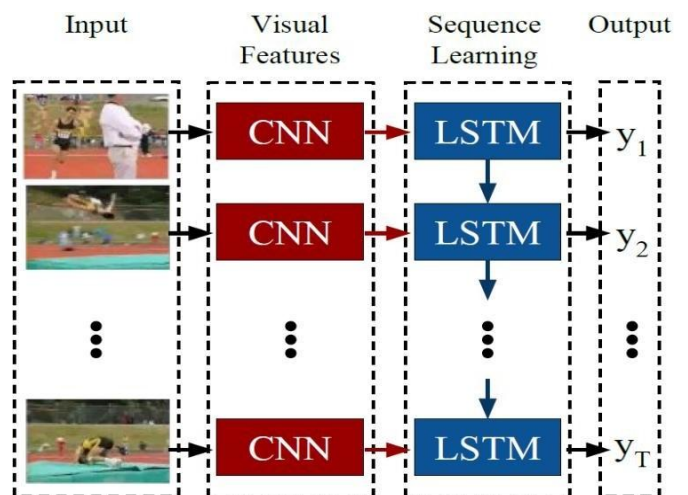 Input
Visual
Features
Sequence
Learning
Output
CNN
LSTM
y1
CNN
LSTM
y2
CNN
LSTM
yT